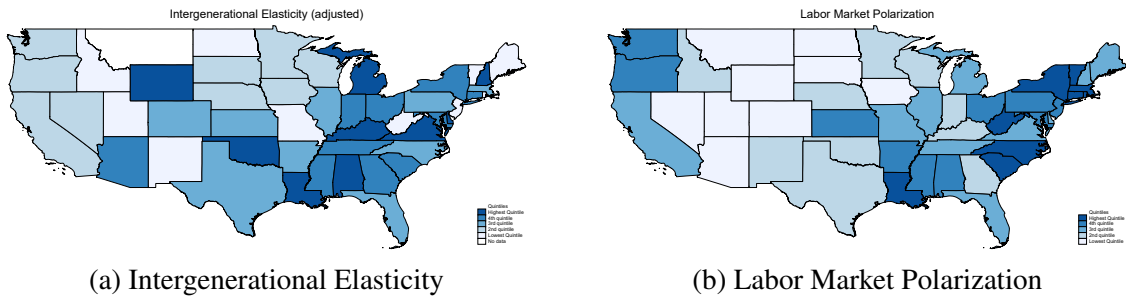 Intergenerational Elasticity (adjusted)
Quintiles
Highest Quintile
4th quintile
3rd quintile
2nd quintile
Lowest Quintile
No data
(a) Intergenerational Elasticity
Labor Market Polarization
Quintiles
Highest Quintile
4th quintile
3rd quintile
2nd quintile
Lowest Quintile
(b) Labor Market Polarization